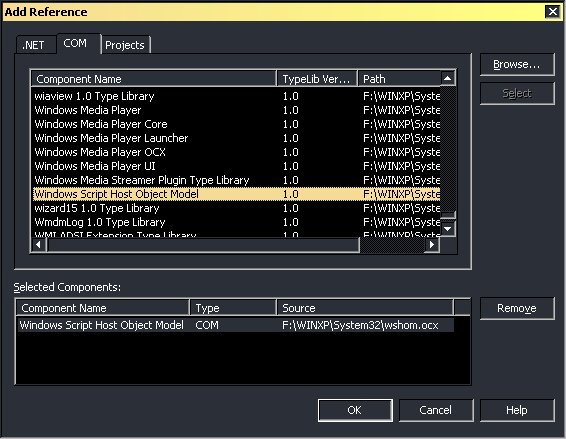 Add Reference
.NET COM Projects
Component Name TypeLib Ver... Path
wiaview 1.0 Type Library 1.0 F:\WINXP\Syste
Windows Media Player 1.0 F:\WINXP\Syste
Windows Media Player Core 1.0 F:\WINXP\Syste
Windows Media Player Launcher 1.0 F:\WINXP\Syste
Windows Media Player OCX 1.0 F:\WINXP\Syste
Windows Media Player UI 1.0 F:\WINXP\Syste
Windows Media Streamer Plugin Type Library 1.0 F:\WINXP\Syste
Windows Script Host Object Model 1.0 F:\WINXP\Syste
wizard15 1.0 Type Library 1.0 F:\WINXP\Syste
WmdmLog 1.0 Type Library 1.0 F:\WINXP\Syste
WMI ADSI Extension Type Library 1.0 F:\WINXP\Syste
Browse...
Select
Selected Components:
Component Name Type Source
Windows Script Host Object Model COM F:\WINXP\System32\wshom.ocx
Remove
OK Cancel Help